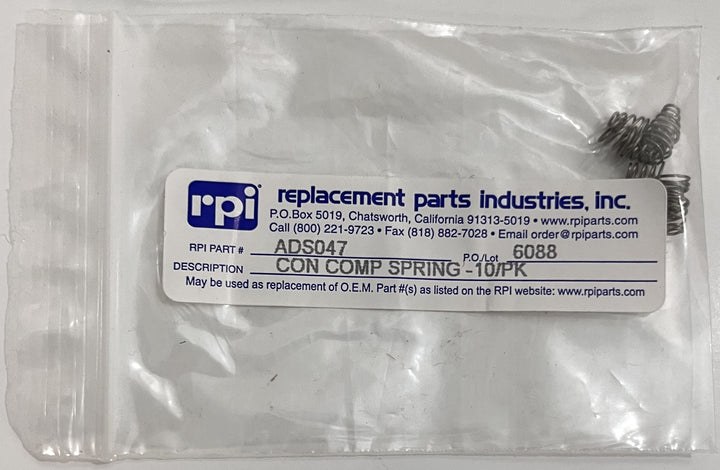 rpi replacement parts industries, inc.
P.O.Box 5019, Chatsworth, California 91313-5019 • www.rpiparts.com
Call (800) 221-9723 • Fax (818) 882-7028 • Email order@rpiparts.com
RPI PART # ADS047 P.O./Lot 6088
DESCRIPTION CON COMP SPRING -10/PK
May be used as replacement of O.E.M. Part #(s) as listed on the RPI website: www.rpiparts.com